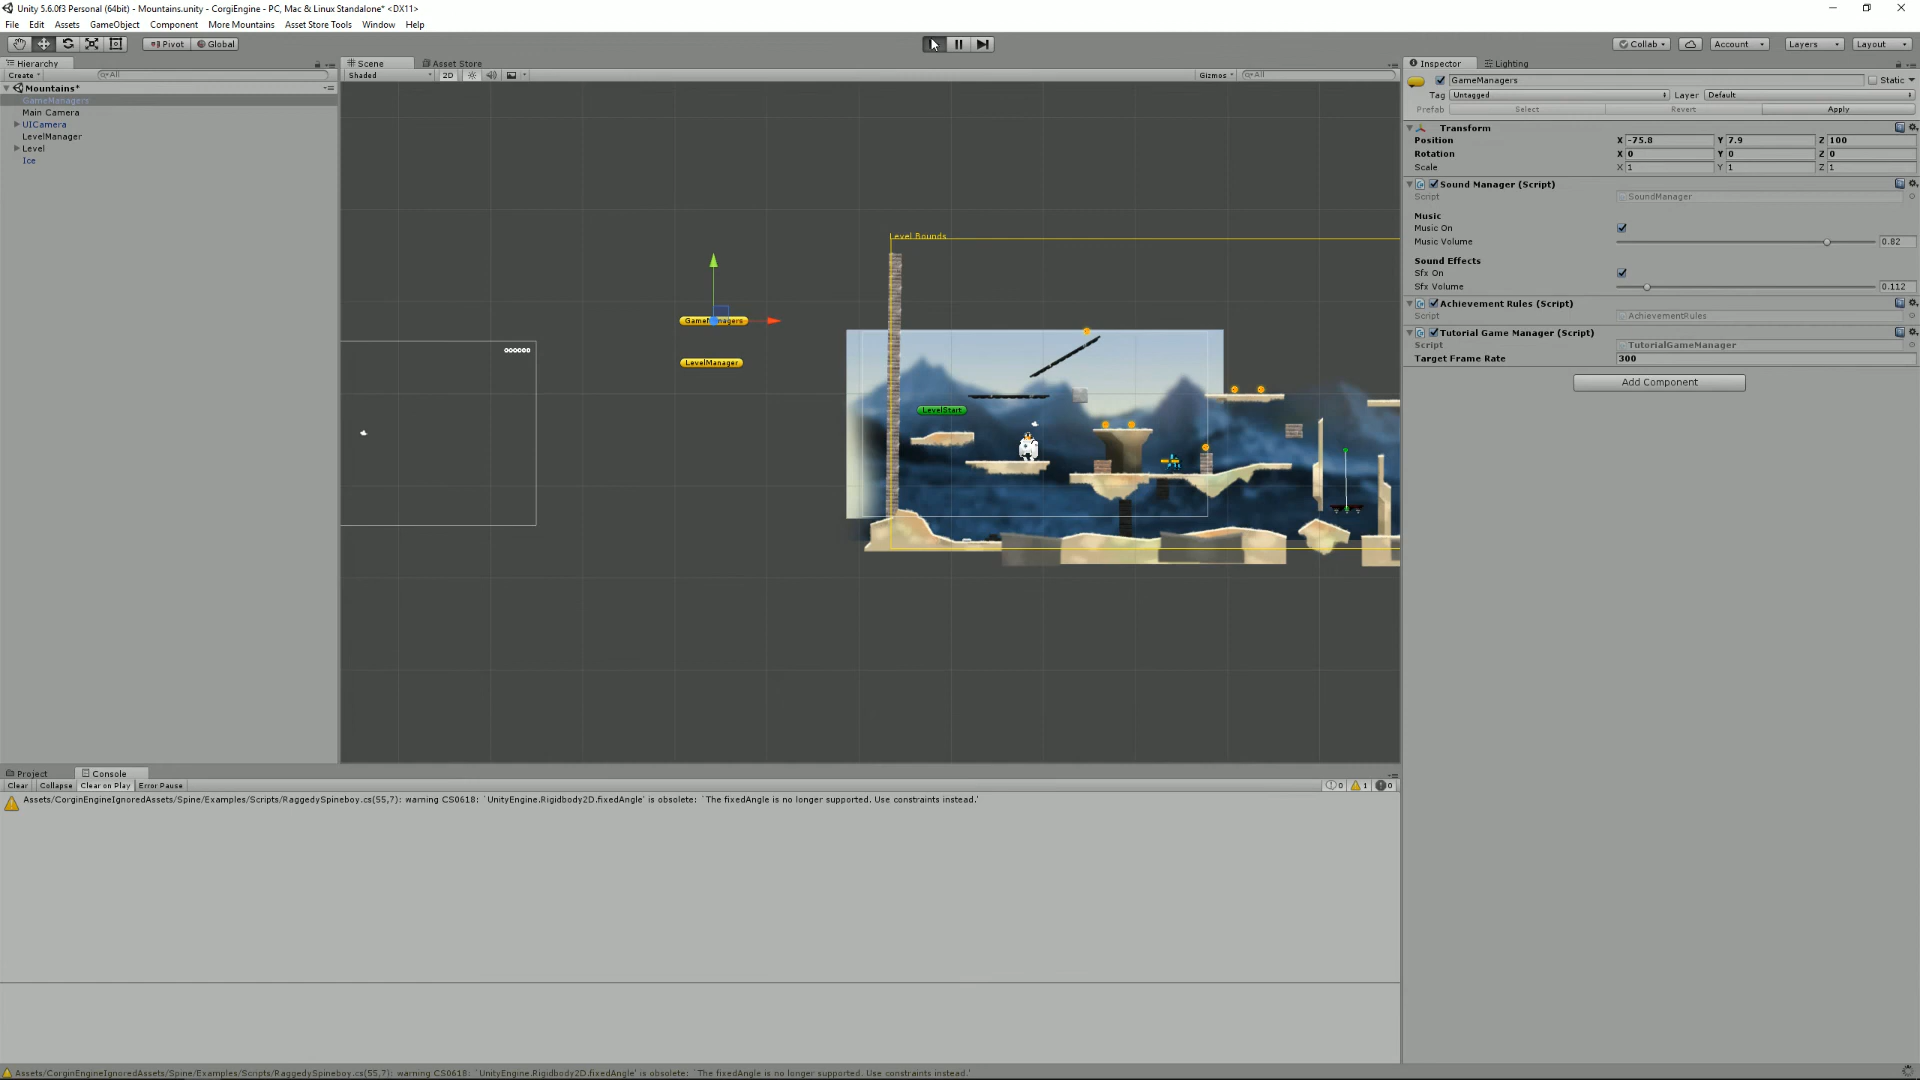 Unity 5.6.0f3 Personal (64bit) - Mountains.unity - CorgiEngine - PC, Mac & Linux Standalone* <DX11>
File Edit Assets GameObject Component More Mountains Asset Store Tools Window Help
Pivot Global Collab Account Layers Layout
Hierarchy
Create All
Mountains*
GameManagers
Main Camera
UICamera
LevelManager
Level
Ice
Scene Asset Store
Shaded 2D Gizmos All
Level Bounds
GameManagers
LevelManager
LevelStart
Inspector Lighting
GameManagers Static
Tag Untagged Layer Default
Prefab Select Revert Apply
Transform
Position X -75.8 Y 7.9 Z 100
Rotation X 0 Y 0 Z 0
Scale X 1 Y 1 Z 1
Sound Manager (Script)
Script SoundManager
Music
Music On
Music Volume 0.82
Sound Effects
Sfx On
Sfx Volume 0.112
Achievement Rules (Script)
Script AchievementRules
Tutorial Game Manager (Script)
Script TutorialGameManager
Target Frame Rate 300
Add Component
Project Console
Clear Collapse Clear on Play Error Pause 0 1 0
Assets/CorginEngineIgnoredAssets/Spine/Examples/Scripts/RaggedySpineboy.cs(55,7): warning CS0618: `UnityEngine.Rigidbody2D.fixedAngle' is obsolete: `The fixedAngle is no longer supported. Use constraints instead.'
Assets/CorginEngineIgnoredAssets/Spine/Examples/Scripts/RaggedySpineboy.cs(55,7): warning CS0618: `UnityEngine.Rigidbody2D.fixedAngle' is obsolete: `The fixedAngle is no longer supported. Use constraints instead.'